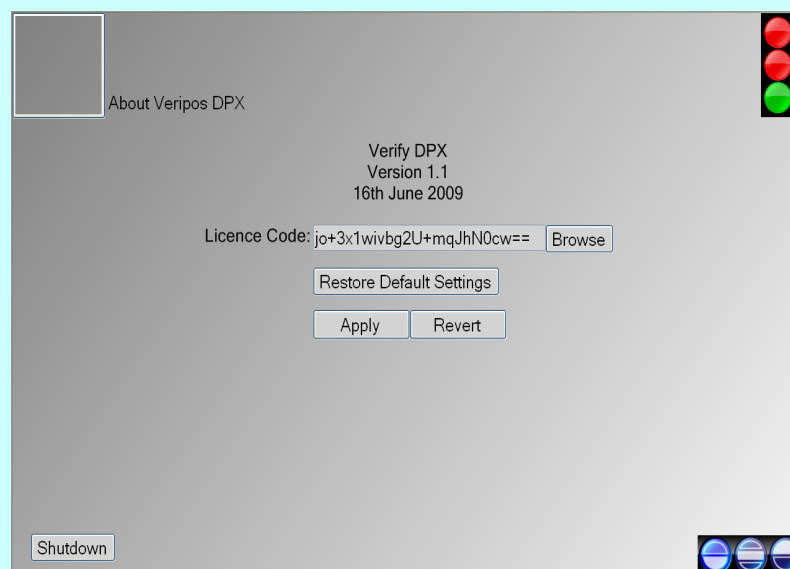 About Veripos DPX
Verify DPX
Version 1.1
16th June 2009
Licence Code: jo+3x1wivbg2U+mqJhN0cw== Browse
Restore Default Settings
Apply Revert
Shutdown